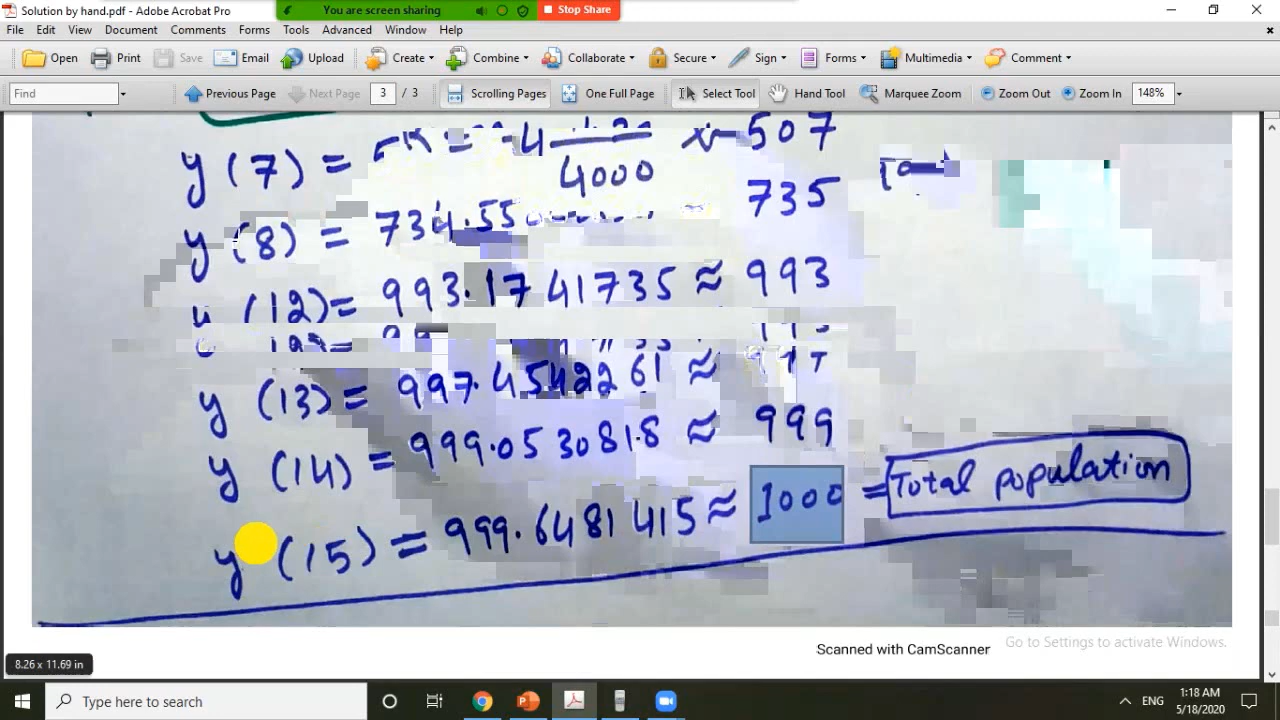 Solution by hand.pdf - Adobe Acrobat Pro
You are screen sharing
Stop Share
File Edit View Document Comments Forms Tools Advanced Window Help
Open Print Save Email Upload Create Combine Collaborate Secure Sign Forms Multimedia Comment
Find Previous Page Next Page 3 / 3 Scrolling Pages One Full Page Select Tool Hand Tool Marquee Zoom Zoom Out Zoom In 148%
y(7) = 4000 507
y(8) = 734.55 735
y(12) = 993.1741735 ≈ 993
y(13) = 997.4542261 ≈
y(14) = 999.0530818 ≈ 999
y(15) = 999.6481415 ≈ 1000 = Total population
Scanned with CamScanner
Go to Settings to activate Windows.
8.26 x 11.69 in
Type here to search
ENG
1:18 AM
5/18/2020